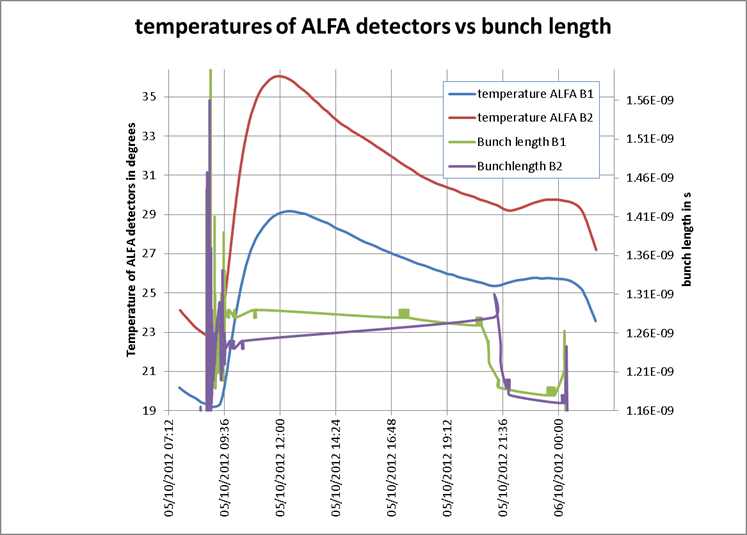 temperatures of ALFA detectors vs bunch length
Temperature of ALFA detectors in degrees
35
33
31
29
27
25
23
21
19
temperature ALFA B1
temperature ALFA B2
Bunch length B1
Bunchlength B2
1.56E-09
1.51E-09
1.46E-09
1.41E-09
1.36E-09
1.31E-09
1.26E-09
1.21E-09
1.16E-09
bunch length in s
05/10/2012 07:12
05/10/2012 09:36
05/10/2012 12:00
05/10/2012 14:24
05/10/2012 16:48
05/10/2012 19:12
05/10/2012 21:36
06/10/2012 00:00